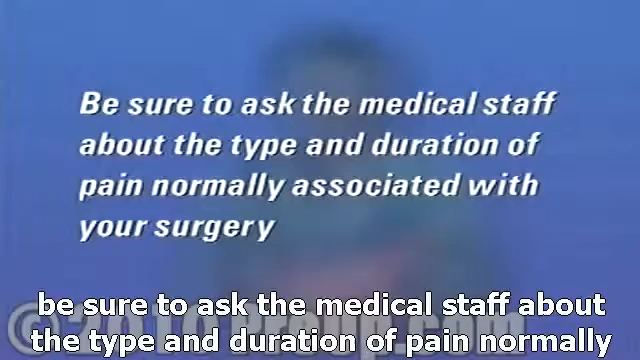 Be sure to ask the medical staff
about the type and duration of
pain normally associated with
your surgery
be sure to ask the medical staff about
the type and duration of pain normally